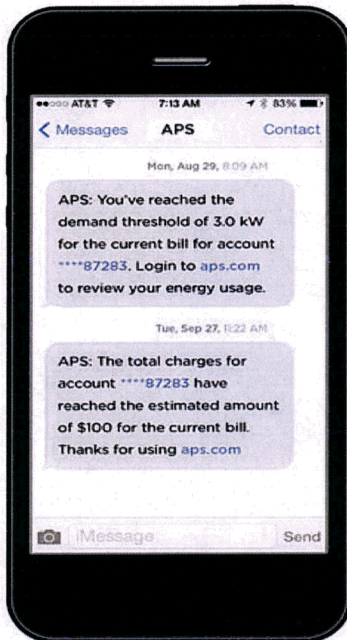 ●●○○○ AT&T 7:13 AM 83%
Messages APS Contact
Mon, Aug 29, 8:09 AM
APS: You've reached the
demand threshold of 3.0 kW
for the current bill for account
****87283. Login to aps.com
to review your energy usage.
Tue, Sep 27, 11:22 AM
APS: The total charges for
account ****87283 have
reached the estimated amount
of $100 for the current bill.
Thanks for using aps.com
iMessage Send